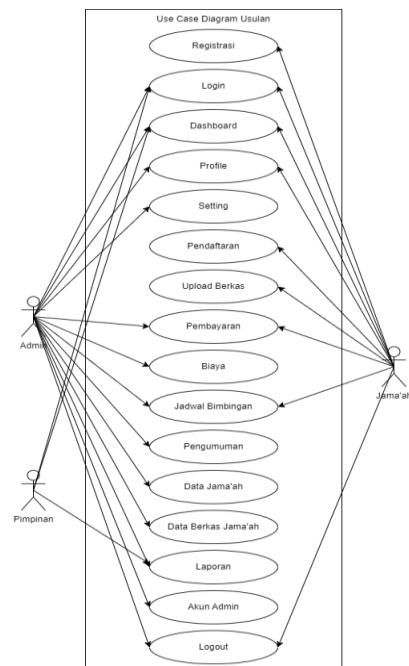 Use Case Diagram Usulan
Registrasi
Login
Dashboard
Profile
Setting
Pendaftaran
Upload Berkas
Pembayaran
Admin
Biaya
Jama'ah
Jadwal Bimbingan
Pengumuman
Data Jama'ah
Pimpinan
Data Berkas Jama'ah
Laporan
Akun Admin
Logout